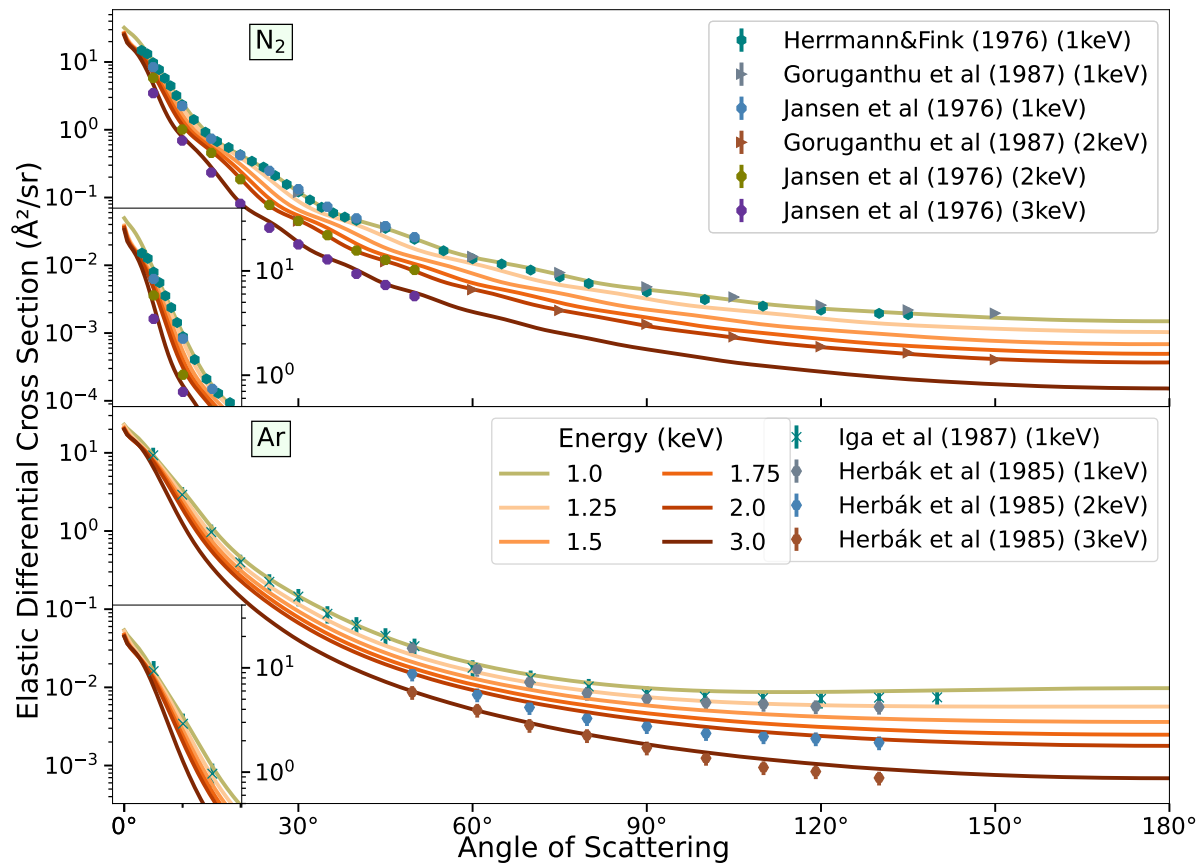 Elastic Differential Cross Section (Å²/sr)
N₂
10¹
10⁰
10⁻¹
10⁻²
10⁻³
10⁻⁴
10¹
10⁰
Herrmann&Fink (1976) (1keV)
Goruganthu et al (1987) (1keV)
Jansen et al (1976) (1keV)
Goruganthu et al (1987) (2keV)
Jansen et al (1976) (2keV)
Jansen et al (1976) (3keV)
Ar
10¹
10⁰
10⁻¹
10⁻²
10⁻³
10¹
10⁰
Energy (keV)
1.0
1.25
1.5
1.75
2.0
3.0
Iga et al (1987) (1keV)
Herbák et al (1985) (1keV)
Herbák et al (1985) (2keV)
Herbák et al (1985) (3keV)
0° 30° 60° 90° 120° 150° 180°
Angle of Scattering